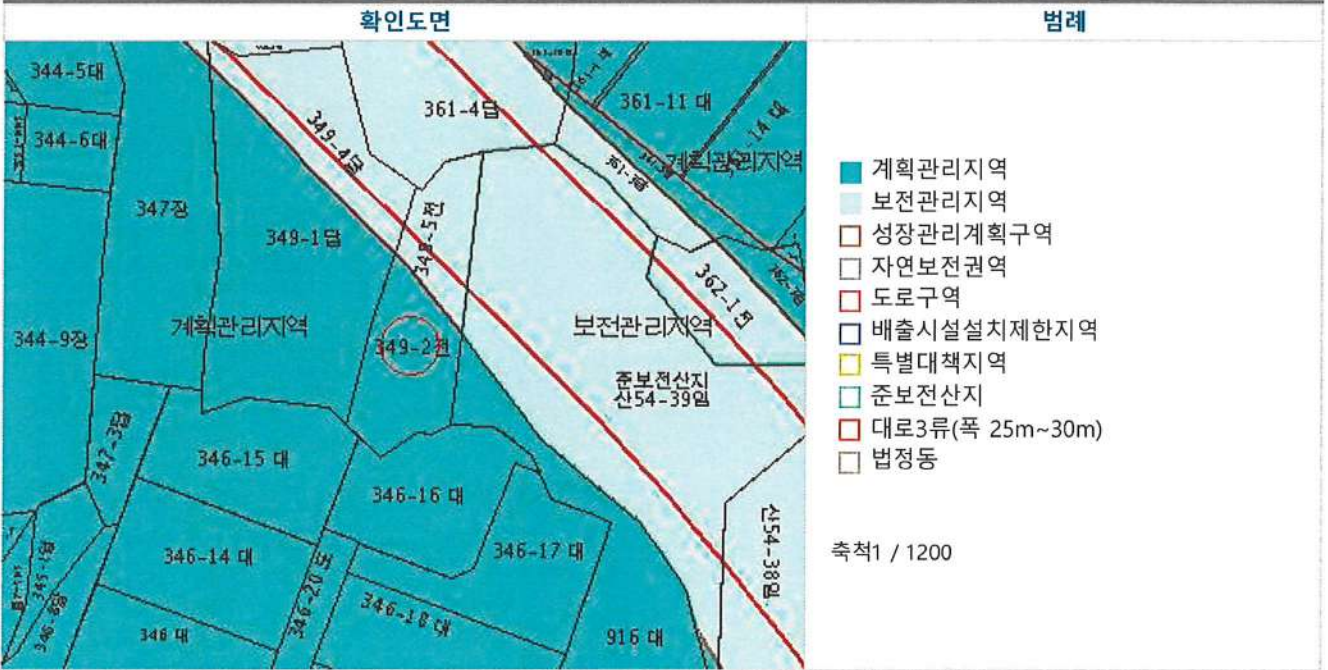 확인도면
범례
344-5대
361-4답
361-11 대
344-6대
349-4답
계획관리지역
347장
349-1답
계획관리지역
344-9장
349-2전
보전관리지역
준보전산지
산54-39임
362-1전
347-3답
346-15 대
346-16 대
346-14 대
346-17 대
산54-38임
346-20도
346-18 대
346 대
916 대
계획관리지역
보전관리지역
성장관리계획구역
자연보전권역
도로구역
배출시설설치제한지역
특별대책지역
준보전산지
대로3류(폭 25m~30m)
법정동
축척1 / 1200